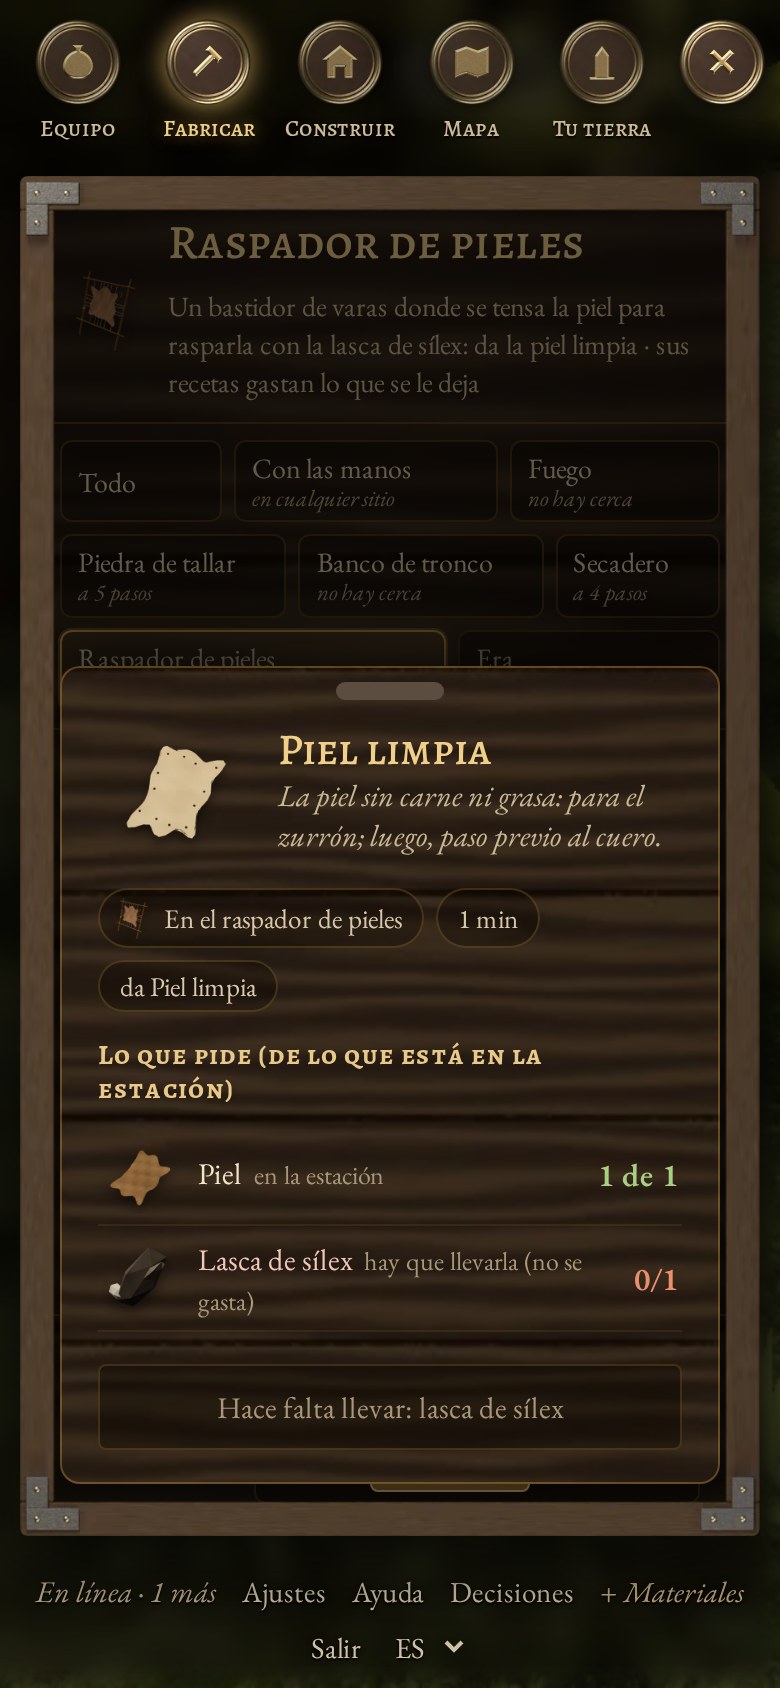 Equipo
Fabricar
Construir
Mapa
Tu tierra
Raspador de pieles
Un bastidor de varas donde se tensa la piel para
rasparla con la lasca de sílex: da la piel limpia · sus
recetas gastan lo que se le deja
Todo
Con las manos
en cualquier sitio
Fuego
no hay cerca
Piedra de tallar
a 5 pasos
Banco de tronco
no hay cerca
Secadero
a 4 pasos
Raspador de pieles
Era
Piel limpia
La piel sin carne ni grasa: para el
zurrón; luego, paso previo al cuero.
En el raspador de pieles
1 min
da Piel limpia
Lo que pide (de lo que está en la
estación)
Piel en la estación
1 de 1
Lasca de sílex hay que llevarla (no se
gasta)
0/1
Hace falta llevar: lasca de sílex
En línea · 1 más
Ajustes
Ayuda
Decisiones
+ Materiales
Salir
ES